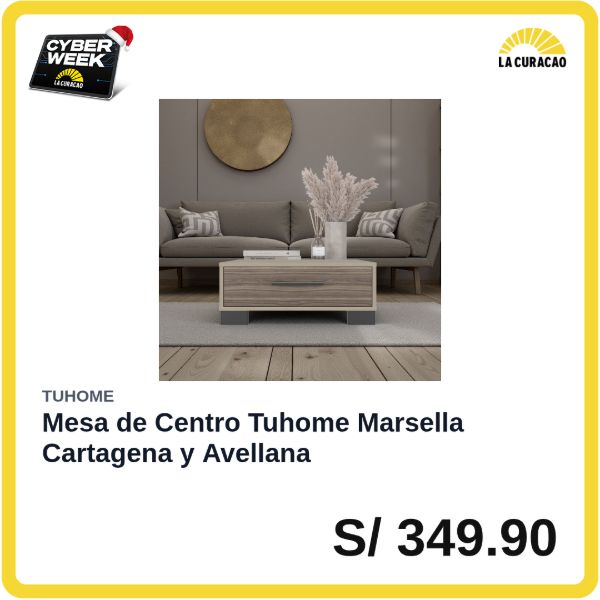 CYBER
WEEK
LA CURACAO
LA CURACAO
TUHOME
Mesa de Centro Tuhome Marsella
Cartagena y Avellana
S/ 349.90